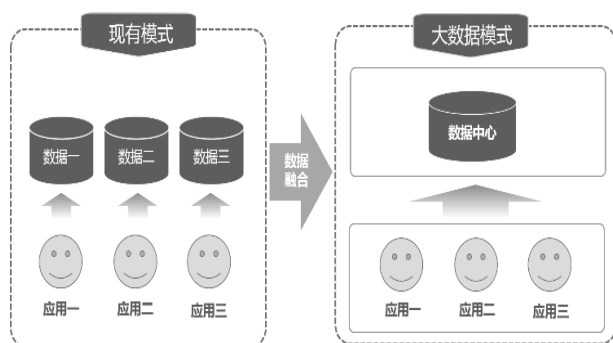 现有模式
数据一 数据二 数据三
应用一 应用二 应用三
数据
融合
大数据模式
数据中心
应用一 应用二 应用三